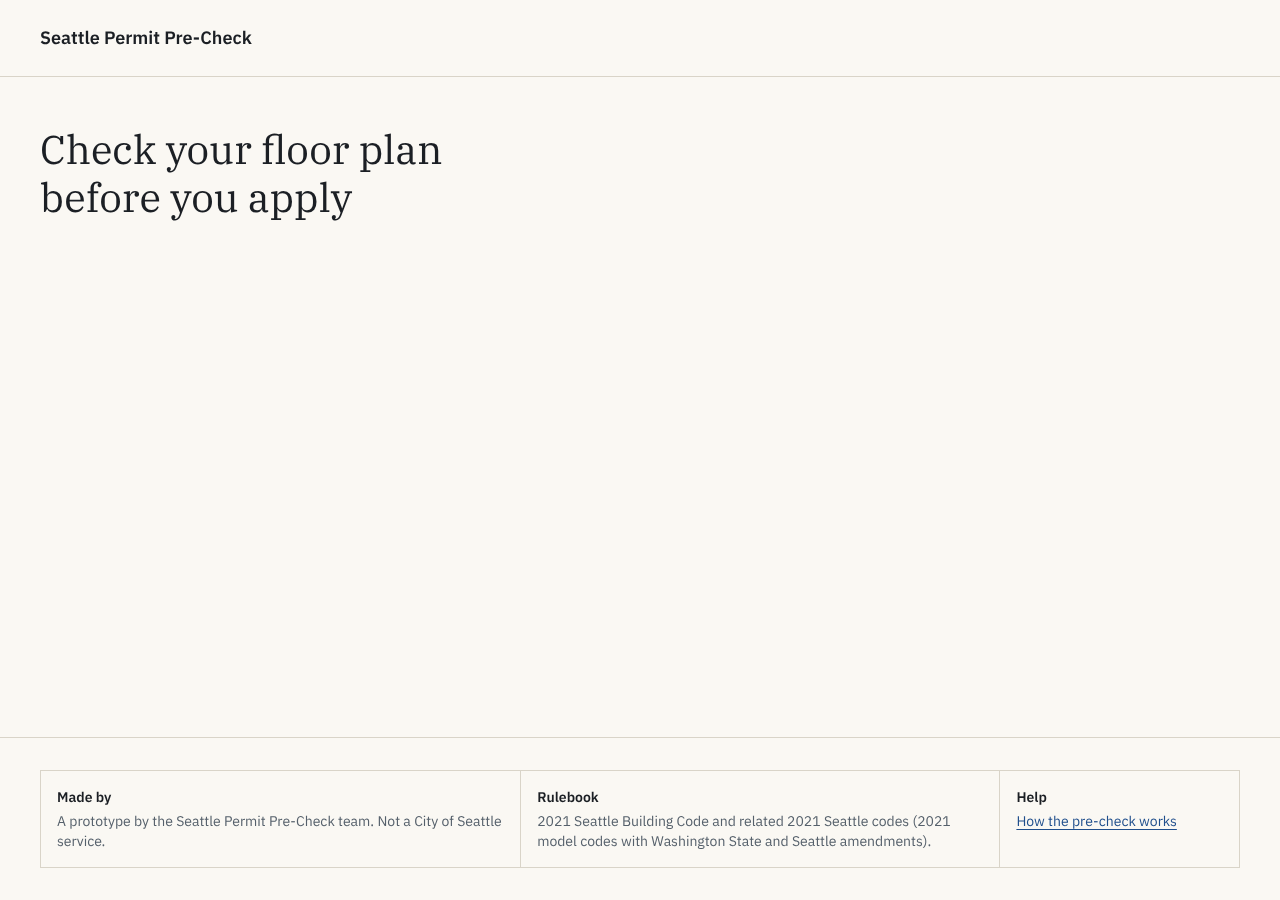 Seattle Permit Pre-Check
Check your floor plan
before you apply
Made by
A prototype by the Seattle Permit Pre-Check team. Not a City of Seattle
service.
Rulebook
2021 Seattle Building Code and related 2021 Seattle codes (2021
model codes with Washington State and Seattle amendments).
Help
How the pre-check works